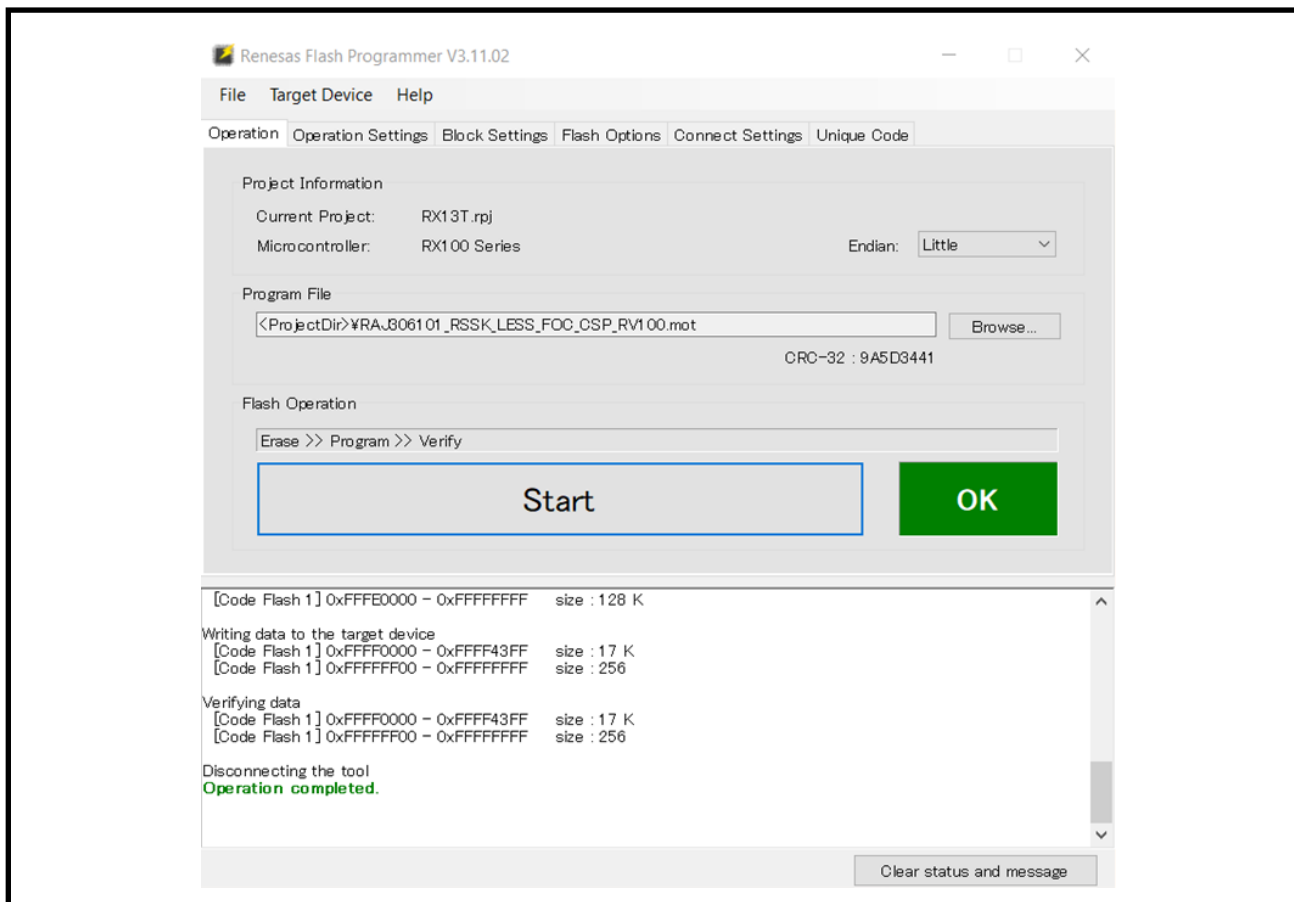 Renesas Flash Programmer V3.11.02
File Target Device Help
Operation Operation Settings Block Settings Flash Options Connect Settings Unique Code
Project Information
Current Project: RX13T.rpj
Microcontroller: RX100 Series Endian: Little
Program File
<ProjectDir>¥RAJ306101_RSSK_LESS_FOC_CSP_RV100.mot Browse...
CRC-32 : 9A5D3441
Flash Operation
Erase >> Program >> Verify
Start OK
[Code Flash 1] 0xFFFE0000 - 0xFFFFFFFF size : 128 K
Writing data to the target device
[Code Flash 1] 0xFFFF0000 - 0xFFFF43FF size : 17 K
[Code Flash 1] 0xFFFFFF00 - 0xFFFFFFFF size : 256
Verifying data
[Code Flash 1] 0xFFFF0000 - 0xFFFF43FF size : 17 K
[Code Flash 1] 0xFFFFFF00 - 0xFFFFFFFF size : 256
Disconnecting the tool
Operation completed.
Clear status and message